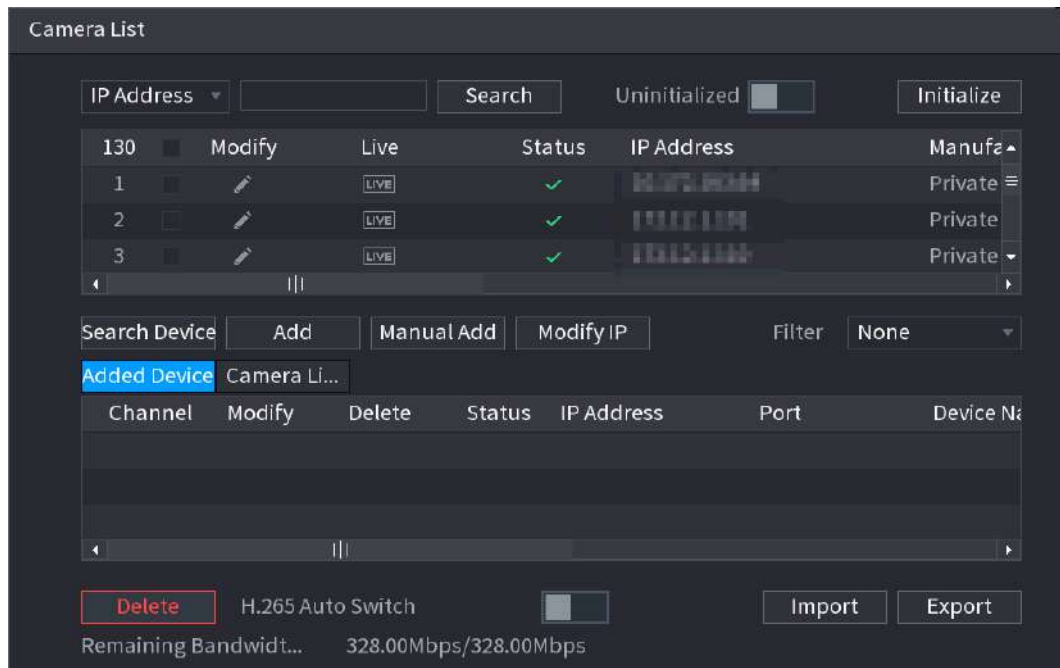 Camera List
IP Address Search Uninitialized Initialize
130 Modify Live Status IP Address Manufa
1 LIVE Private
2 LIVE Private
3 LIVE Private
Search Device Add Manual Add Modify IP Filter None
Added Device Camera Li...
Channel Modify Delete Status IP Address Port Device Na
Delete H.265 Auto Switch Import Export
Remaining Bandwidt... 328.00Mbps/328.00Mbps